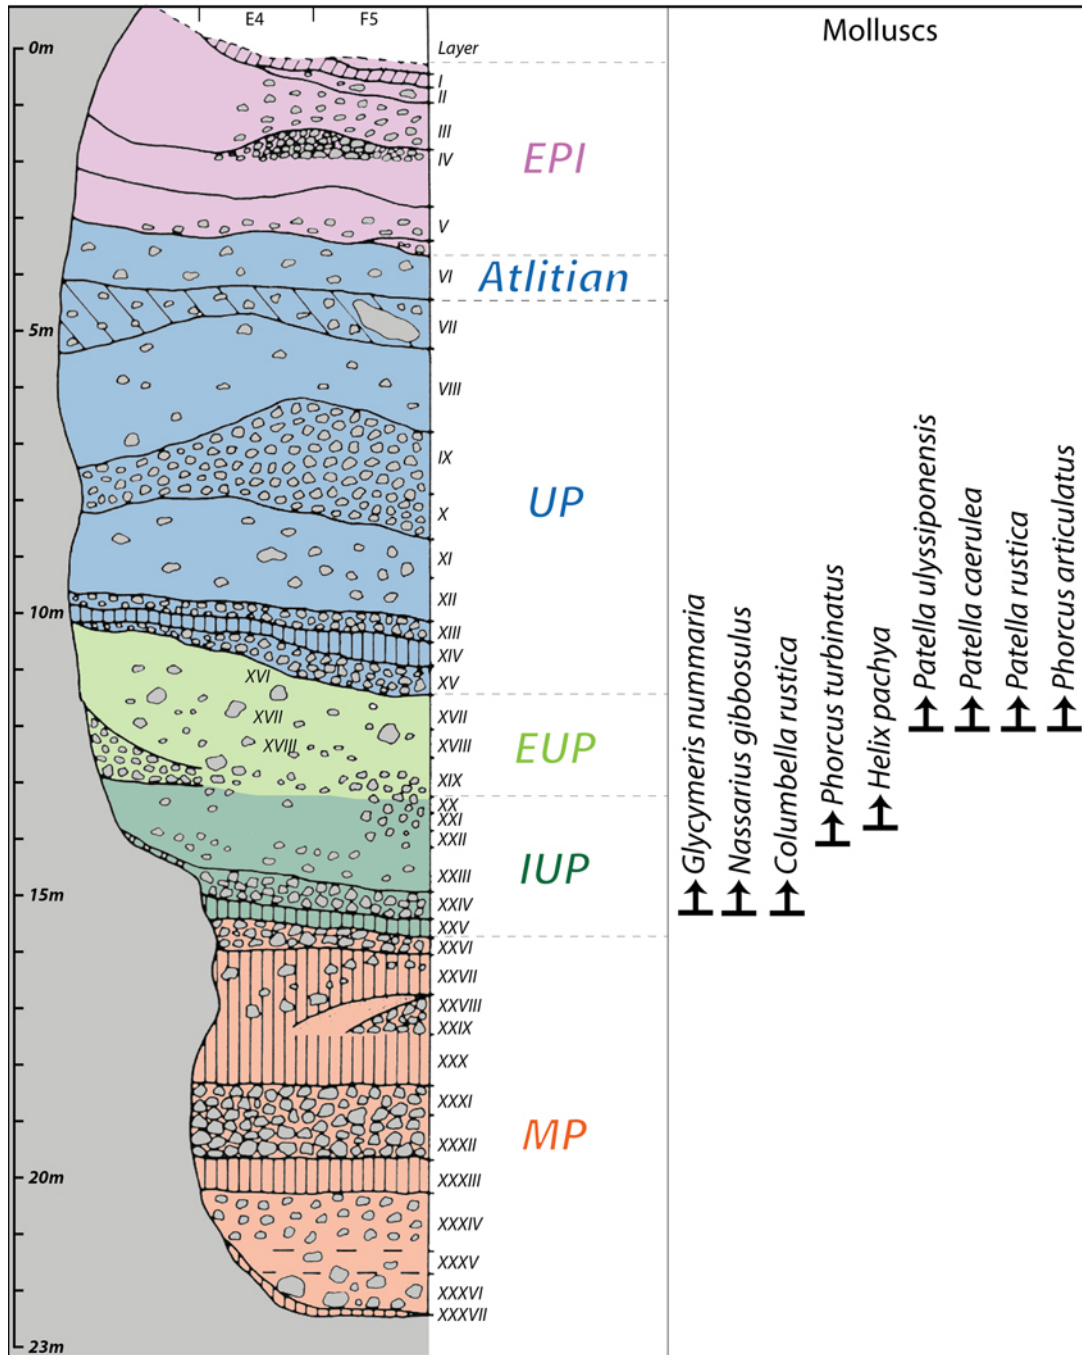 E4 F5
Molluscs
0m
Layer
I
II
III
IV
EPI
V
VI
Atlitian
5m
VII
VIII
IX
X
UP
XI
XII
10m
XIII
XIV
XV
XVI
XVII
XVII
XVIII
XVIII
EUP
XIX
XX
XXI
XXII
XXIII
IUP
15m
XXIV
XXV
XXVI
XXVII
XXVIII
XXIX
XXX
XXXI
MP
XXXII
20m
XXXIII
XXXIV
XXXV
XXXVI
XXXVII
23m
Glycymeris nummaria
Nassarius gibbosulus
Columbella rustica
Phorcus turbinatus
Helix pachya
Patella ulyssiponensis
Patella caerulea
Patella rustica
Phorcus articulatus